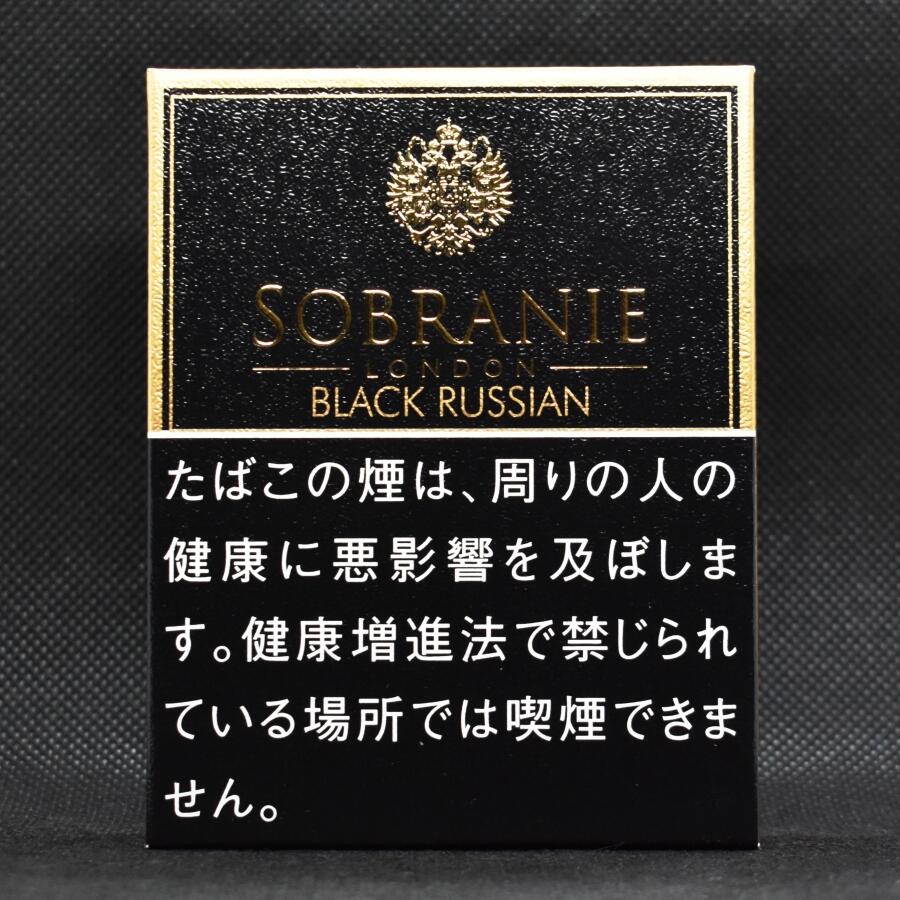 SOBRANIE
LONDON
BLACK RUSSIAN
たばこの煙は、周りの人の
健康に悪影響を及ぼしま
す。健康増進法で禁じられ
ている場所では喫煙できま
せん。